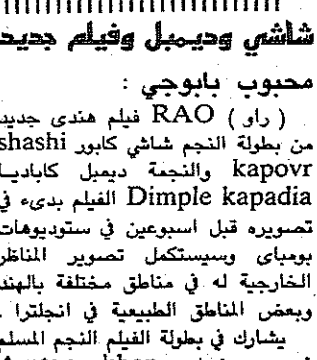 شاشي وديمبل وفيلم جديد
محبوب بابوجي :
( راو ) RAO فيلم هندى جديد
من بطولة النجم شاشي كابور shashi
kapovr والنجمة ديمبل كاباديا
Dimple kapadia الفيلم بدىء في
تصويره قبل اسبوعين في ستوديوهات
بومباى وسيستكمل تصوير المناظر
الخارجية له في مناطق مختلفة بالهند
وبعض المناطق الطبيعية في انجلترا .
يشارك في بطولة الفيلم النجم المسلم